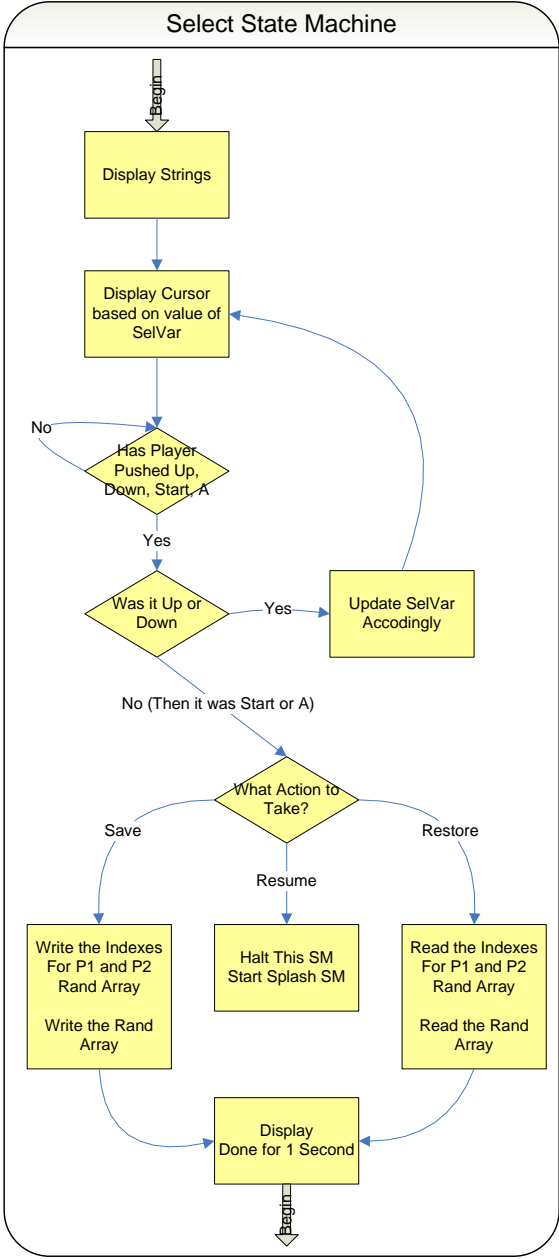 Select State Machine
Begin
Display Strings
Display Cursor
based on value of
SelVar
No
Has Player
Pushed Up,
Down, Start, A
Yes
Was it Up or
Down
Yes
Update SelVar
Accodingly
No (Then it was Start or A)
What Action to
Take?
Save
Restore
Resume
Write the Indexes
For P1 and P2
Rand Array
Write the Rand
Array
Halt This SM
Start Splash SM
Read the Indexes
For P1 and P2
Rand Array
Read the Rand
Array
Display
Done for 1 Second
Begin